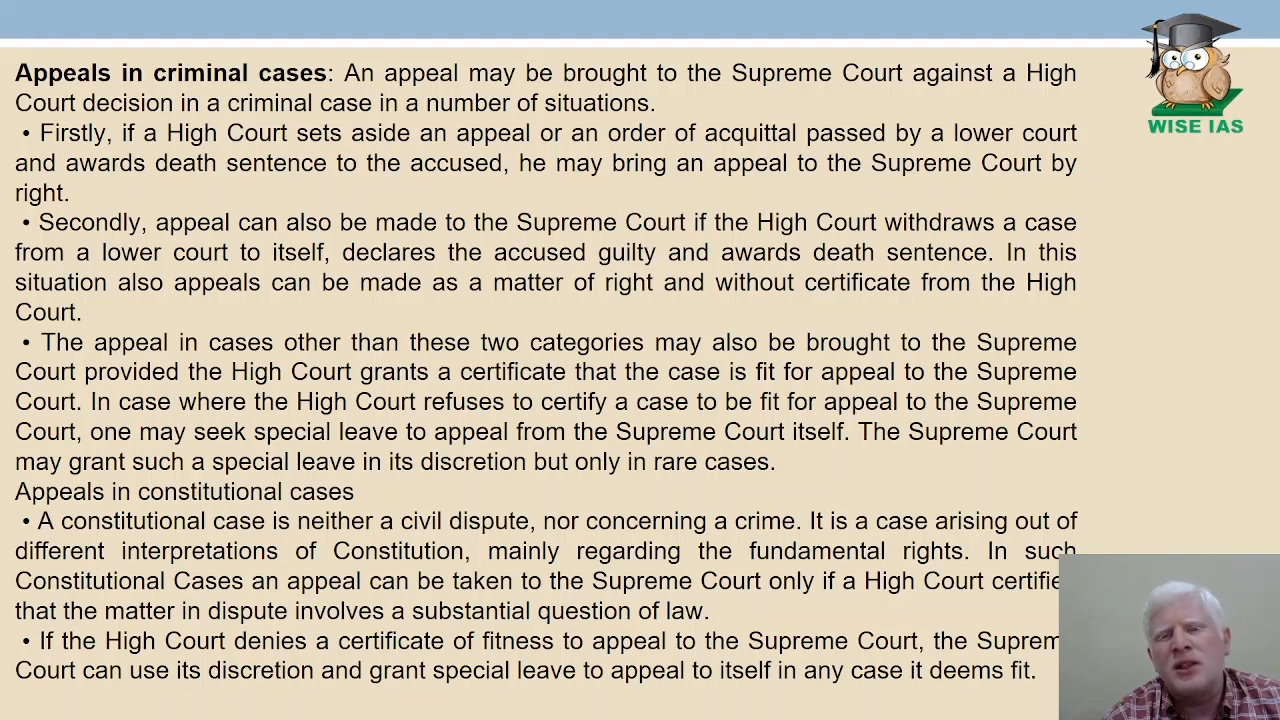 Appeals in criminal cases: An appeal may be brought to the Supreme Court against a High
Court decision in a criminal case in a number of situations.
• Firstly, if a High Court sets aside an appeal or an order of acquittal passed by a lower court
and awards death sentence to the accused, he may bring an appeal to the Supreme Court by
right.
• Secondly, appeal can also be made to the Supreme Court if the High Court withdraws a case
from a lower court to itself, declares the accused guilty and awards death sentence. In this
situation also appeals can be made as a matter of right and without certificate from the High
Court.
• The appeal in cases other than these two categories may also be brought to the Supreme
Court provided the High Court grants a certificate that the case is fit for appeal to the Supreme
Court. In case where the High Court refuses to certify a case to be fit for appeal to the Supreme
Court, one may seek special leave to appeal from the Supreme Court itself. The Supreme Court
may grant such a special leave in its discretion but only in rare cases.
Appeals in constitutional cases
• A constitutional case is neither a civil dispute, nor concerning a crime. It is a case arising out of
different interpretations of Constitution, mainly regarding the fundamental rights. In such
Constitutional Cases an appeal can be taken to the Supreme Court only if a High Court certifie
that the matter in dispute involves a substantial question of law.
• If the High Court denies a certificate of fitness to appeal to the Supreme Court, the Suprem
Court can use its discretion and grant special leave to appeal to itself in any case it deems fit.
WISE IAS